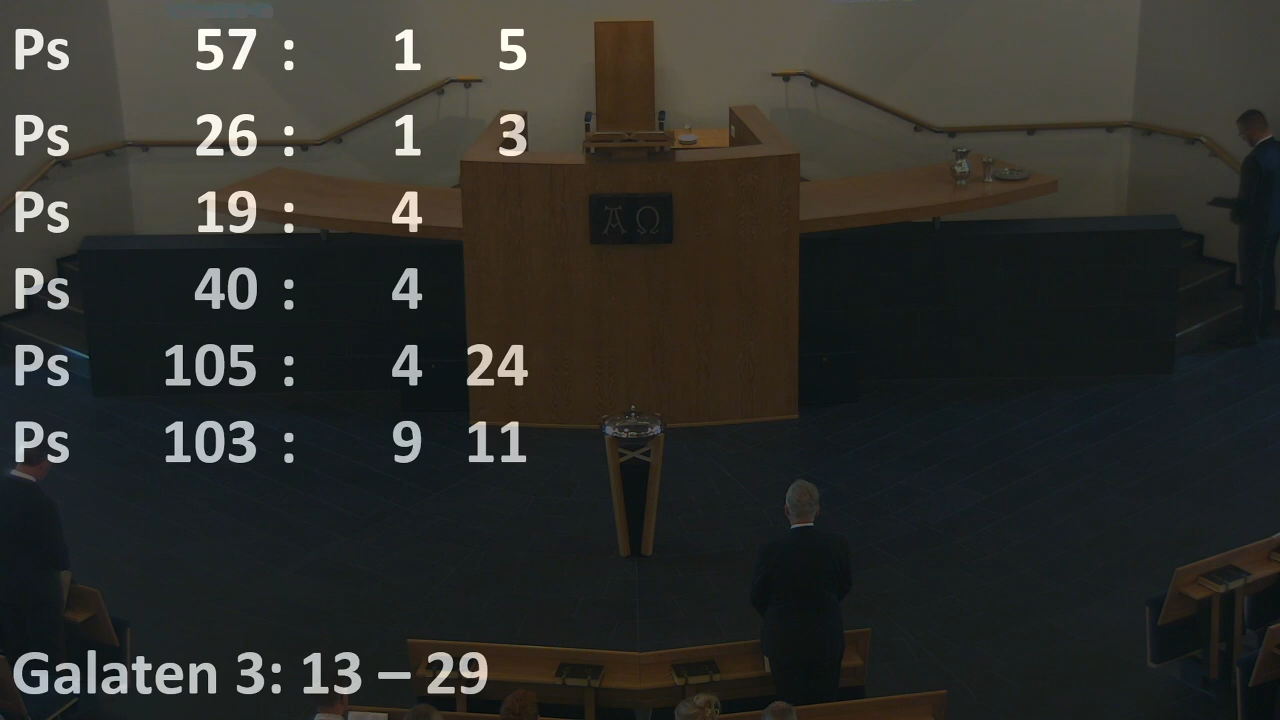 Ps 57 : 1 5
Ps 26 : 1 3
Ps 19 : 4
Ps 40 : 4
Ps 105 : 4 24
Ps 103 : 9 11
Α Ω
Galaten 3: 13 – 29